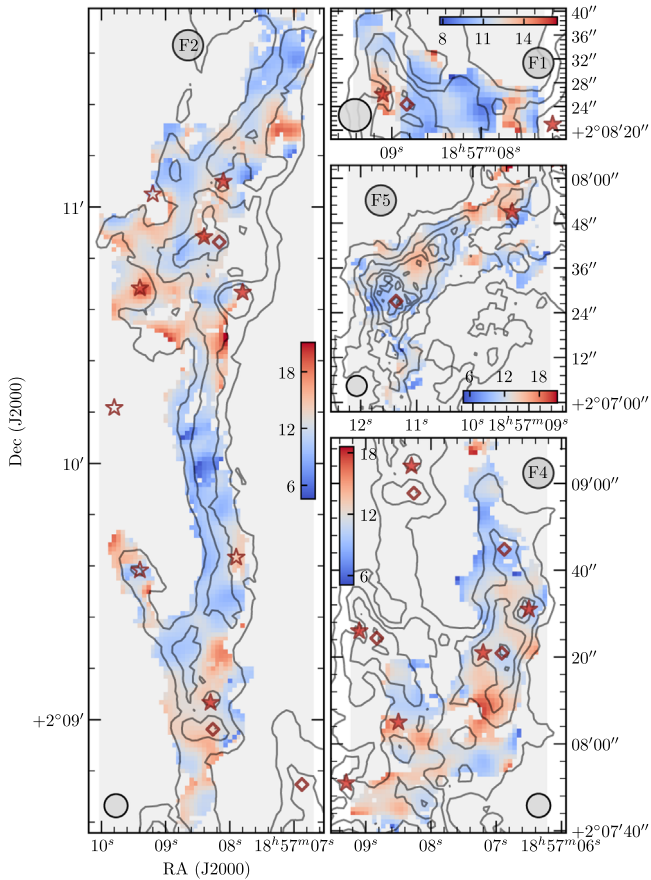 F2
11′
10′
+2°09′
Dec (J2000)
18
12
6
10ˢ 09ˢ 08ˢ 18ʰ57ᵐ07ˢ
RA (J2000)
8 11 14
F1
40″
32″
28″
24″
+2°08′20″
09ˢ 18ʰ57ᵐ08ˢ
F5
08′00″
48″
36″
24″
12″
+2°07′00″
6 12 18
12ˢ 11ˢ 10ˢ 18ʰ57ᵐ09ˢ
18
12
6
F4
09′00″
40″
20″
08′00″
+2°07′40″
09ˢ 08ˢ 07ˢ 18ʰ57ᵐ06ˢ